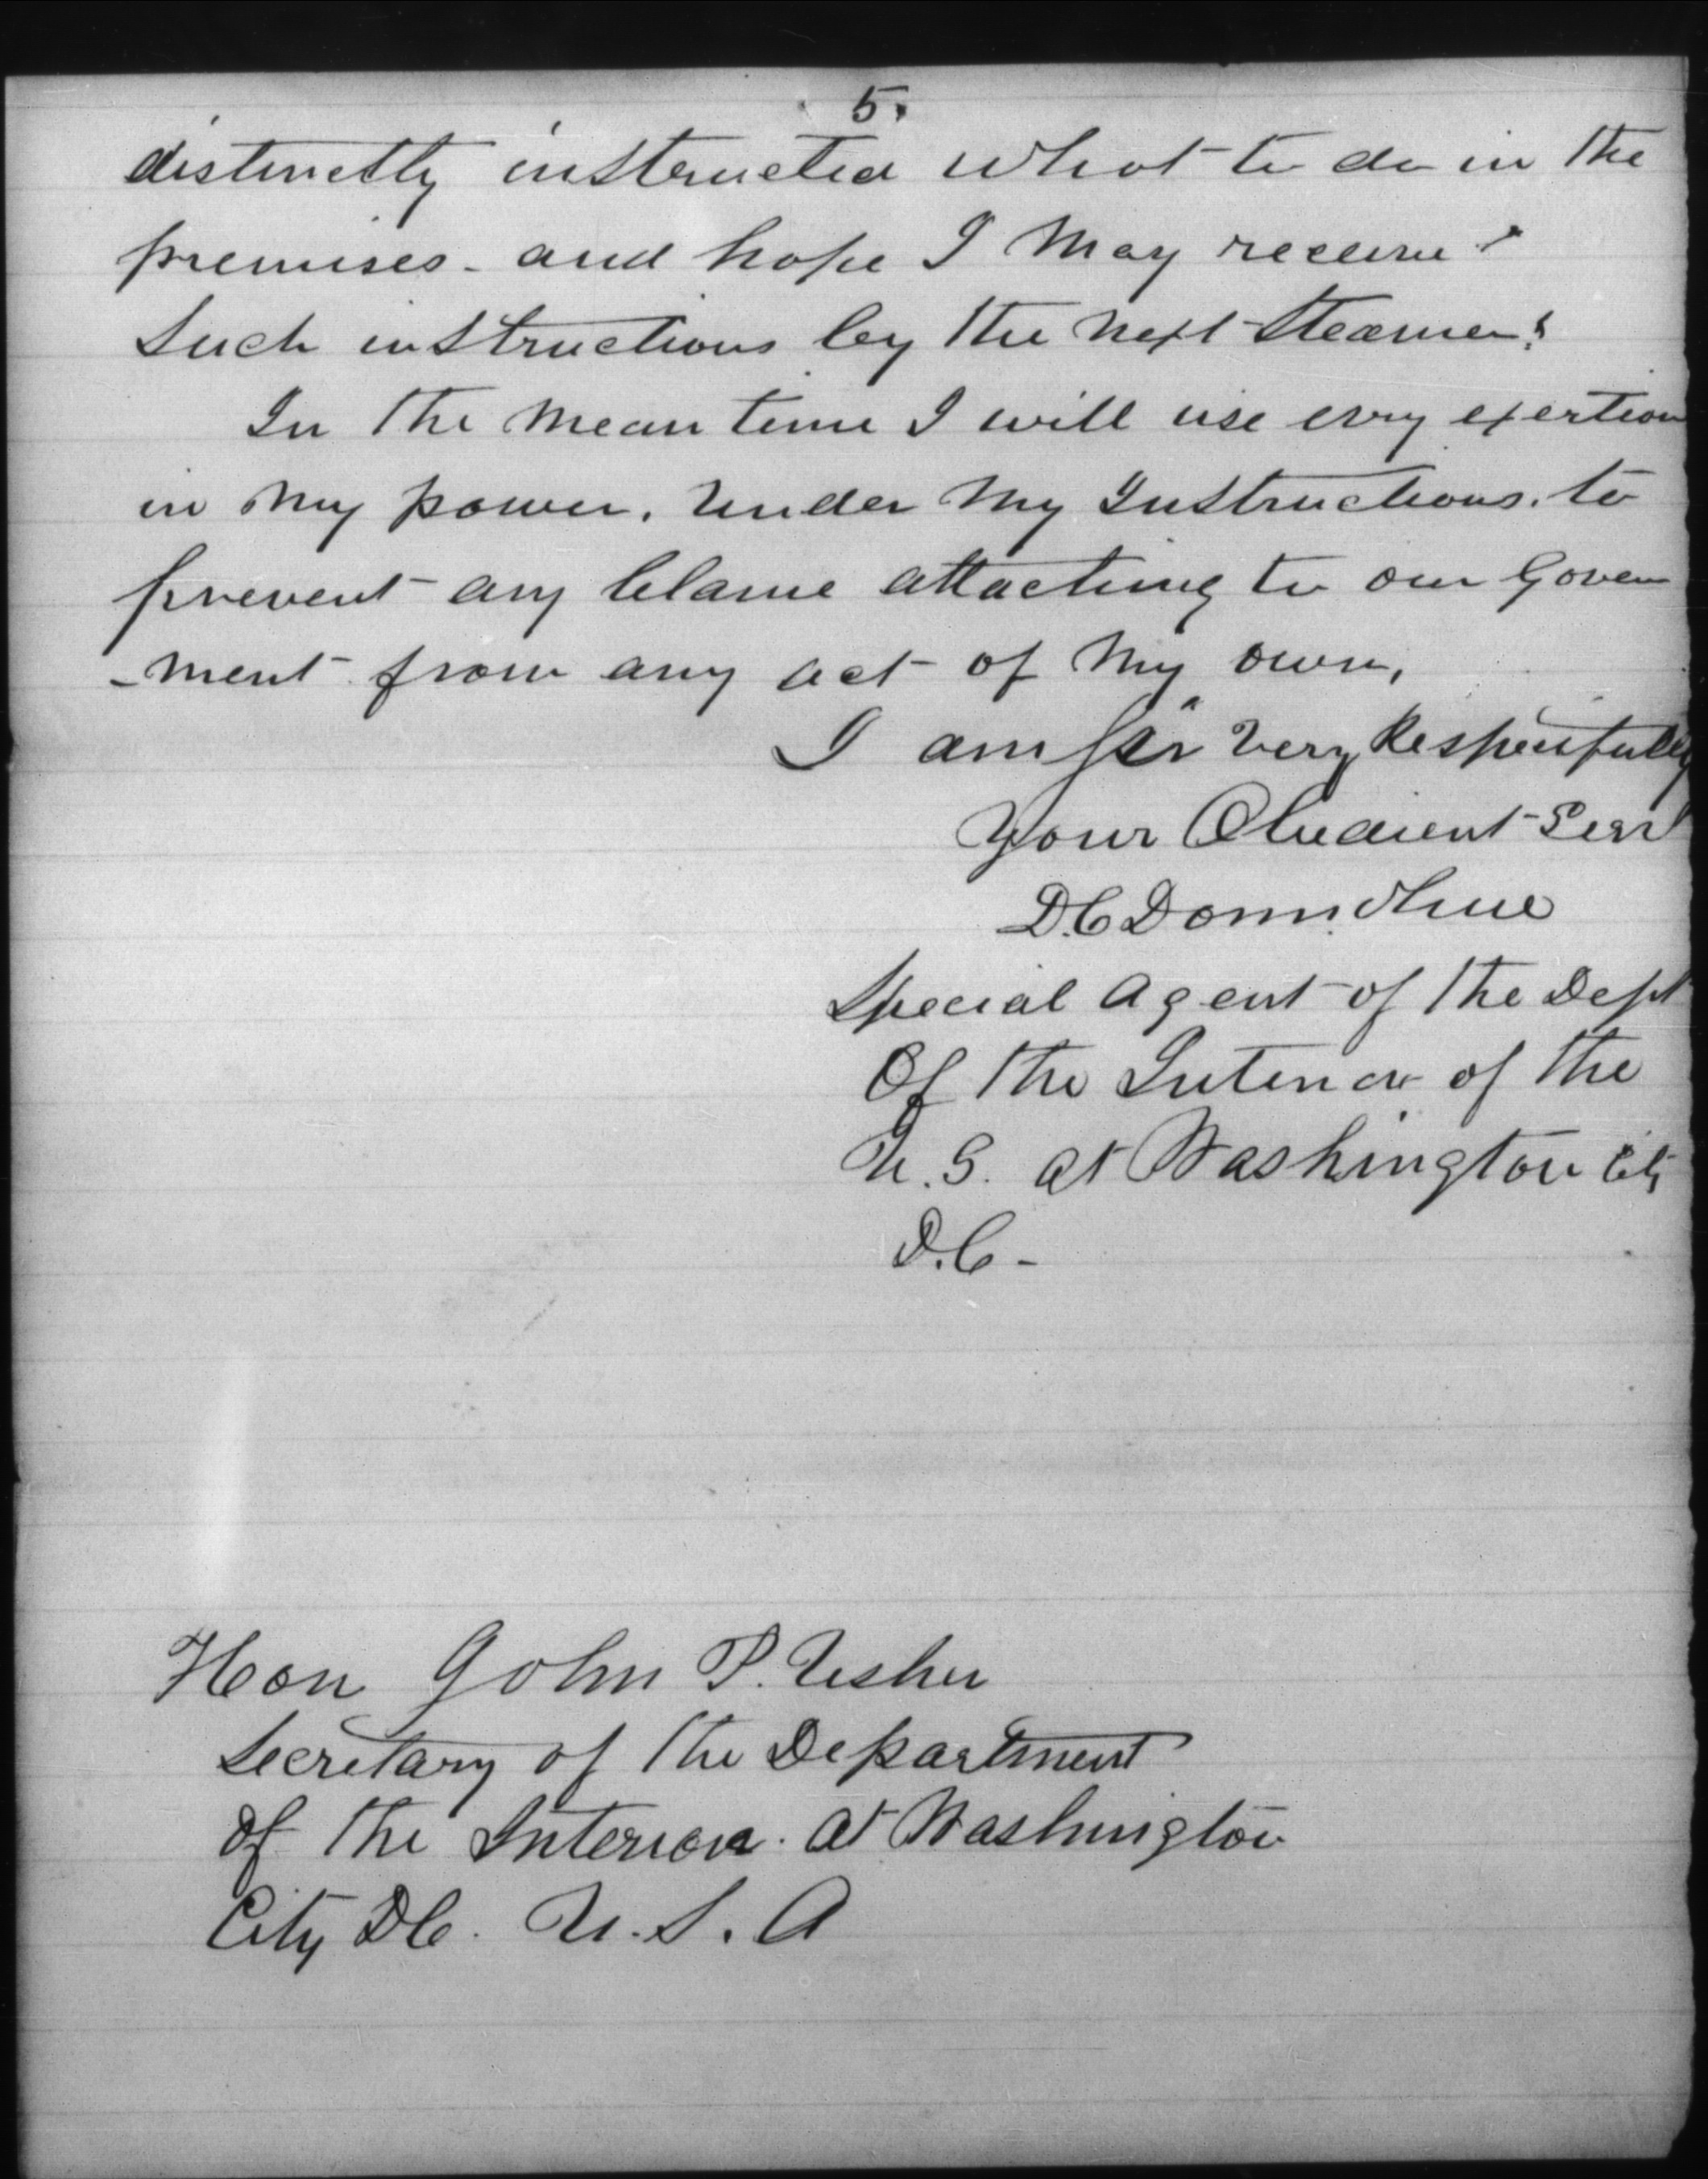 5.
distinctly instructed what to do in the
premises - and hope I may receive
such instructions by the next steamer.
In the mean time I will use evry exertion
in my power, under my Instructions, to
prevent any blame attaching to our Govern
-ment from any act of my own,
I am Sir Very Respectfully
Your Obedient Servt
D.C Donnohue
Special Agent of the Dept
Of the Interior of the
U.S. at Washington City
D.C -
Hon John P. Usher
Secretary of the Department
of the Interior. at Washington
City DC. U.S.A